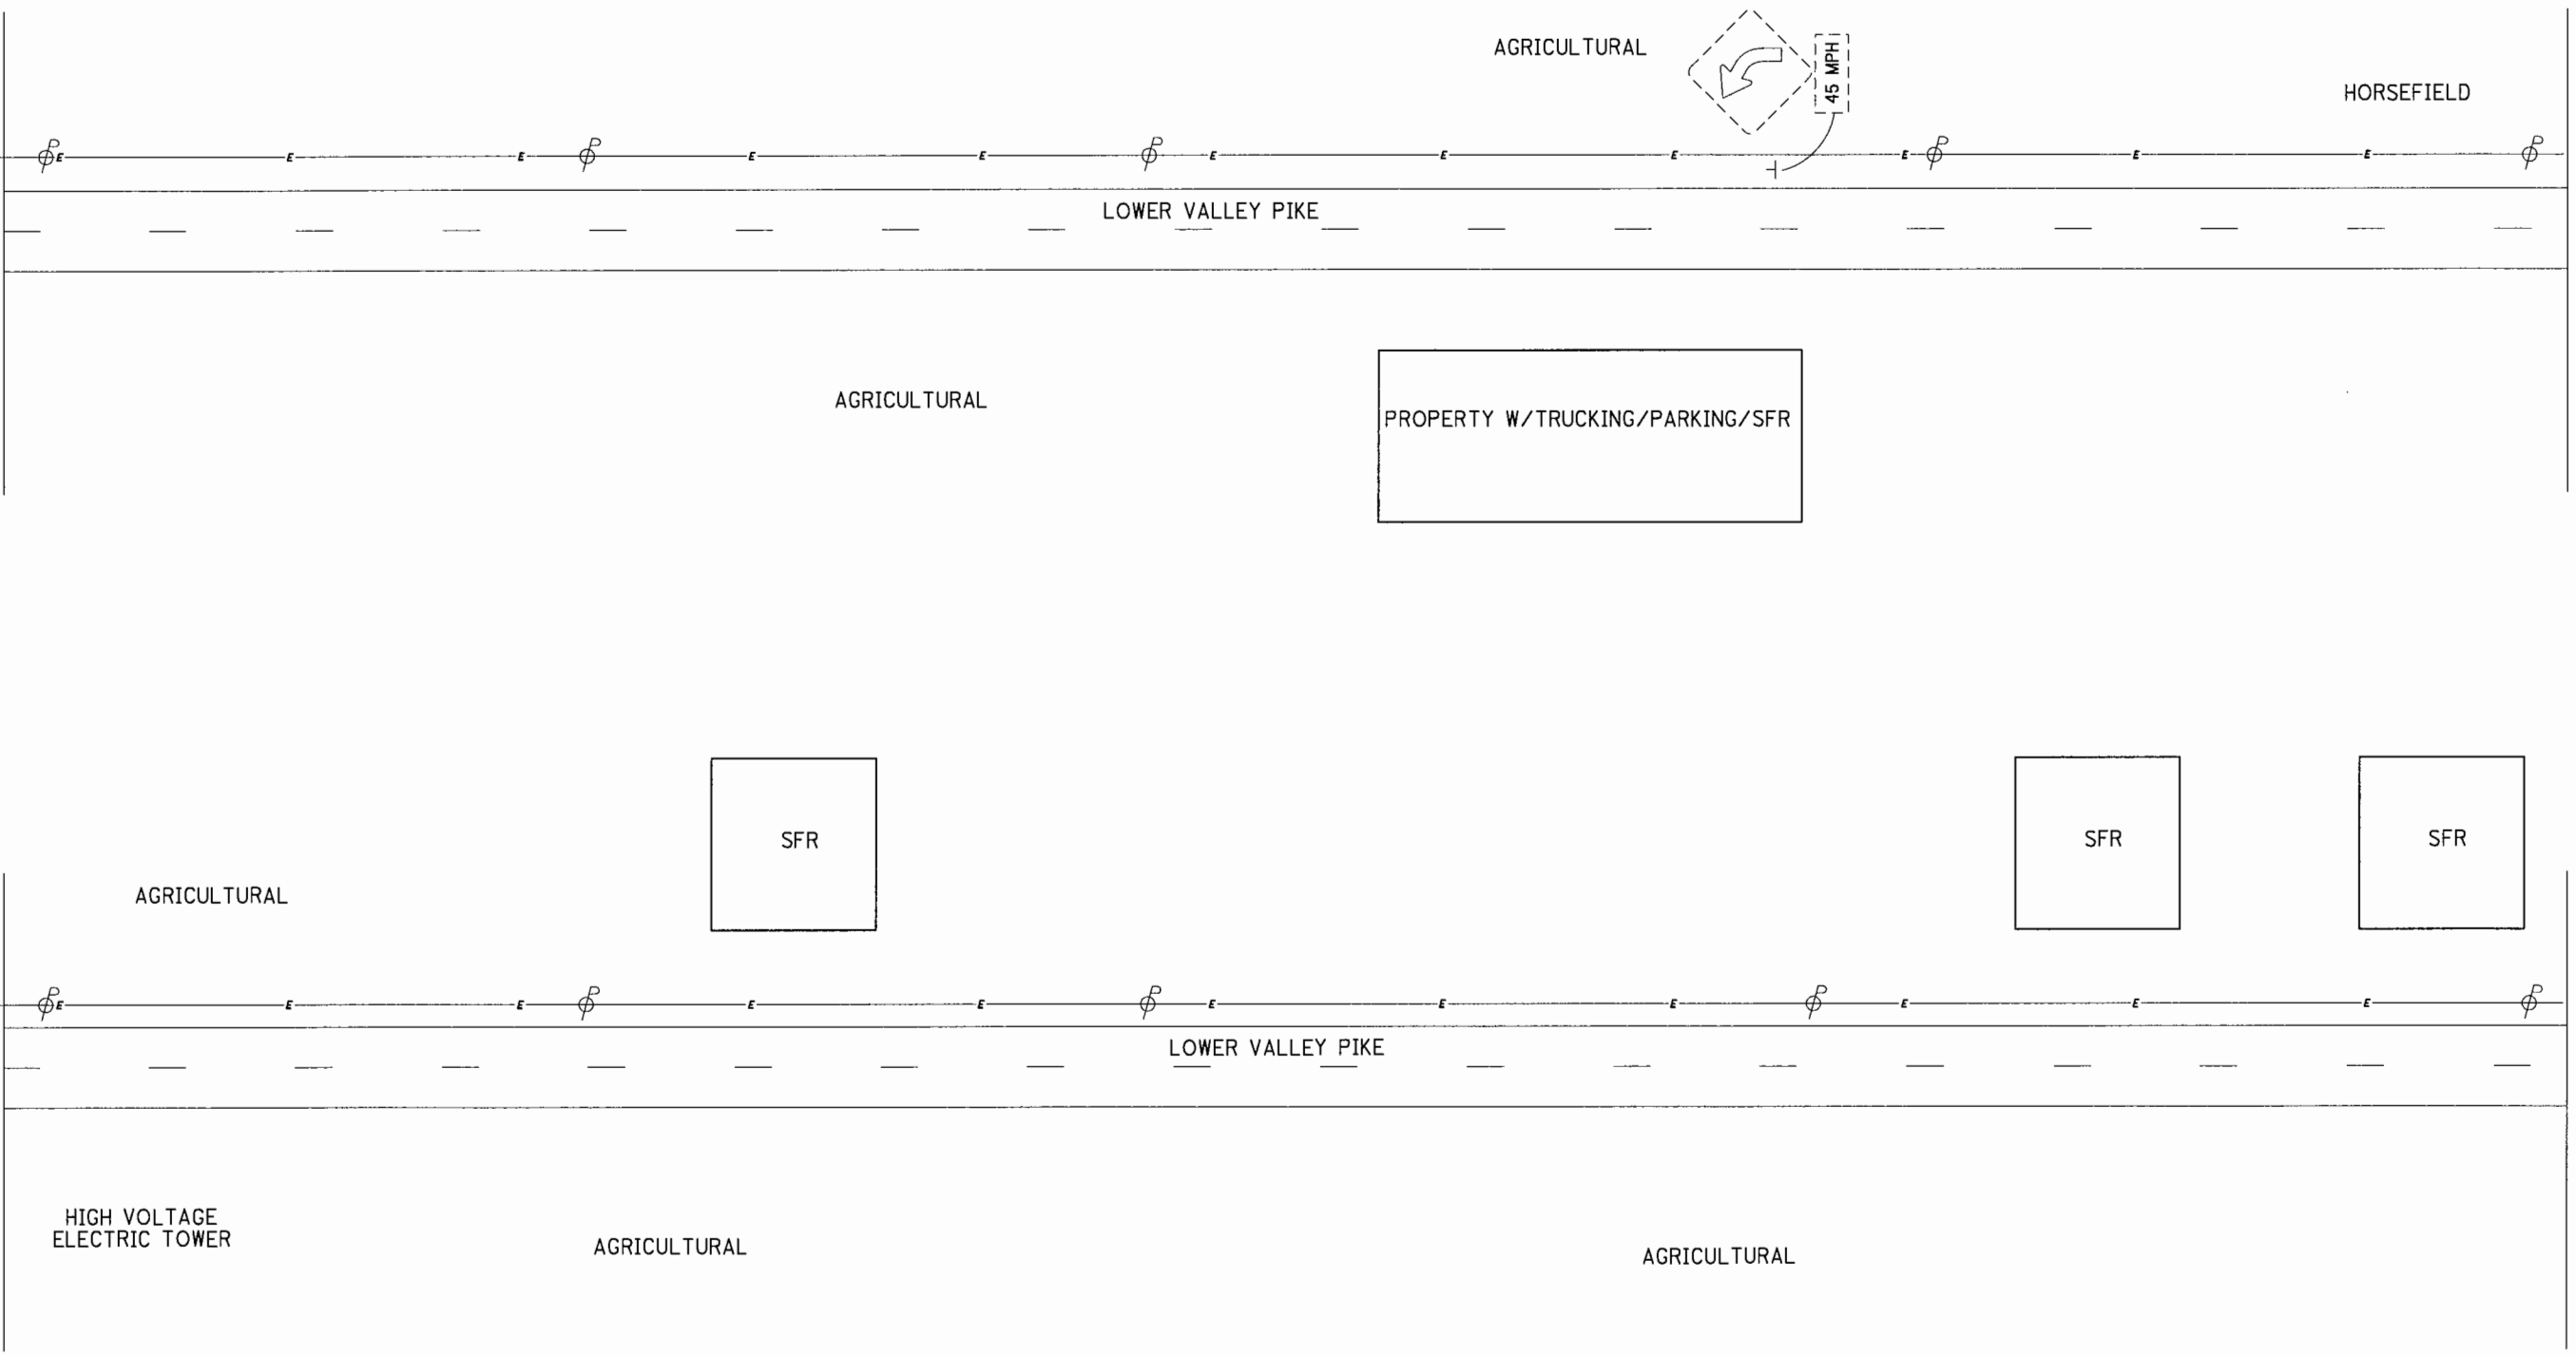 AGRICULTURAL
45 MPH
HORSEFIELD
P
P
P
P
P
E E E E E E E E E E E
LOWER VALLEY PIKE
AGRICULTURAL
PROPERTY W/TRUCKING/PARKING/SFR
SFR
SFR
SFR
AGRICULTURAL
P
P
P
P
P
E E E E E E E E E E E
LOWER VALLEY PIKE
HIGH VOLTAGE
ELECTRIC TOWER
AGRICULTURAL
AGRICULTURAL